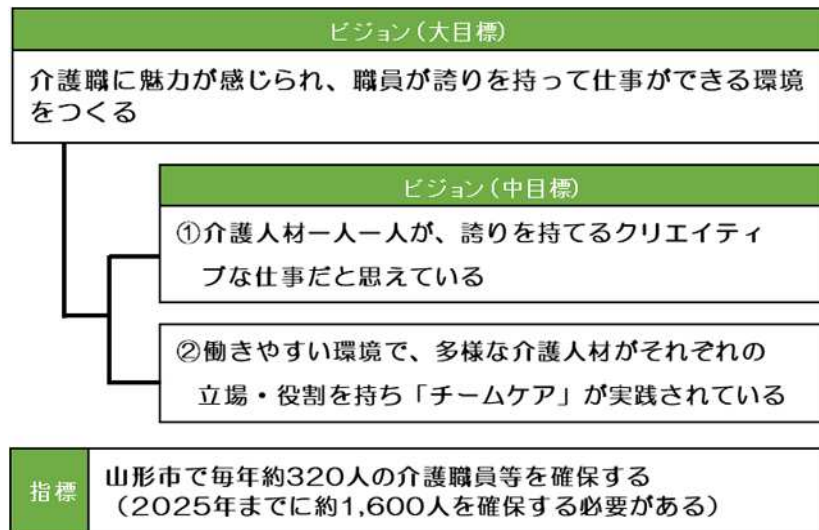 ビジョン(大目標)
介護職に魅力が感じられ、職員が誇りを持って仕事ができる環境
をつくる
ビジョン(中目標)
①介護人材一人一人が、誇りを持てるクリエイティ
ブな仕事だと思えている
②働きやすい環境で、多様な介護人材がそれぞれの
立場・役割を持ち「チームケア」が実践されている
指標
山形市で毎年約320人の介護職員等を確保する
(2025年までに約1,600人を確保する必要がある)